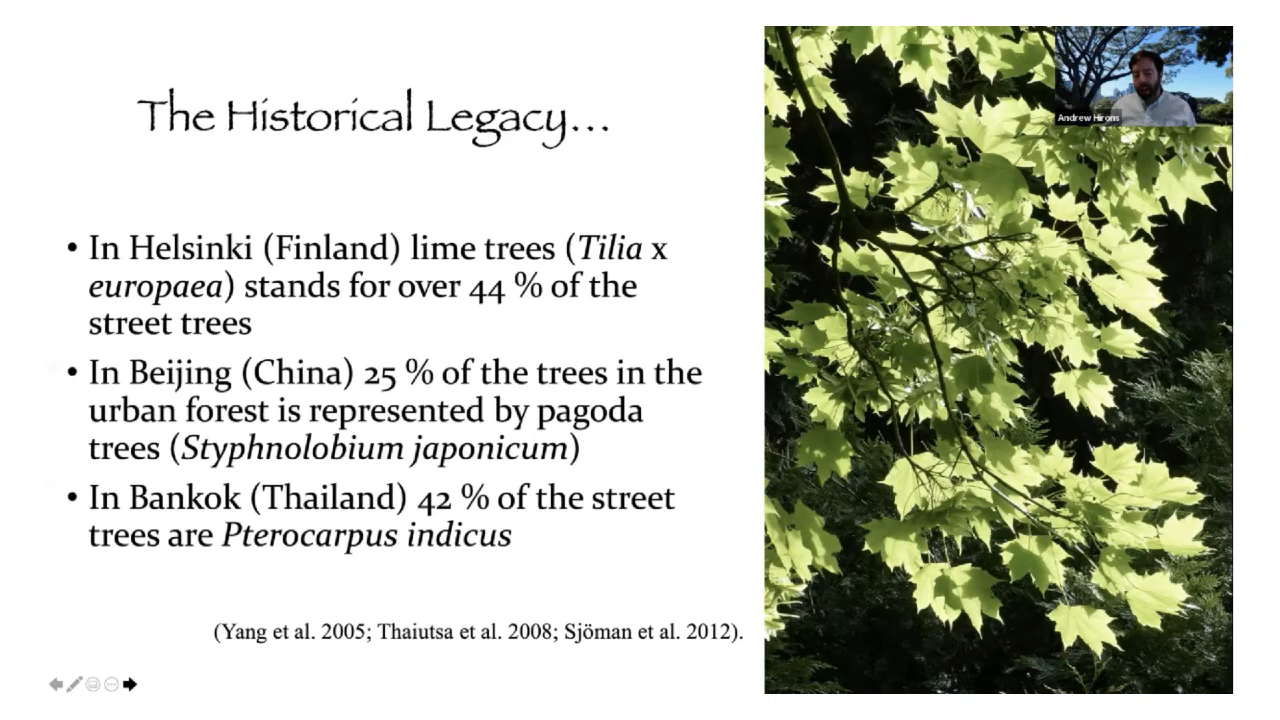 The Historical Legacy...
Andrew Hirons
• In Helsinki (Finland) lime trees (Tilia x
europaea) stands for over 44 % of the
street trees
• In Beijing (China) 25 % of the trees in the
urban forest is represented by pagoda
trees (Styphnolobium japonicum)
• In Bankok (Thailand) 42 % of the street
trees are Pterocarpus indicus
(Yang et al. 2005; Thaiutsa et al. 2008; Sjöman et al. 2012).